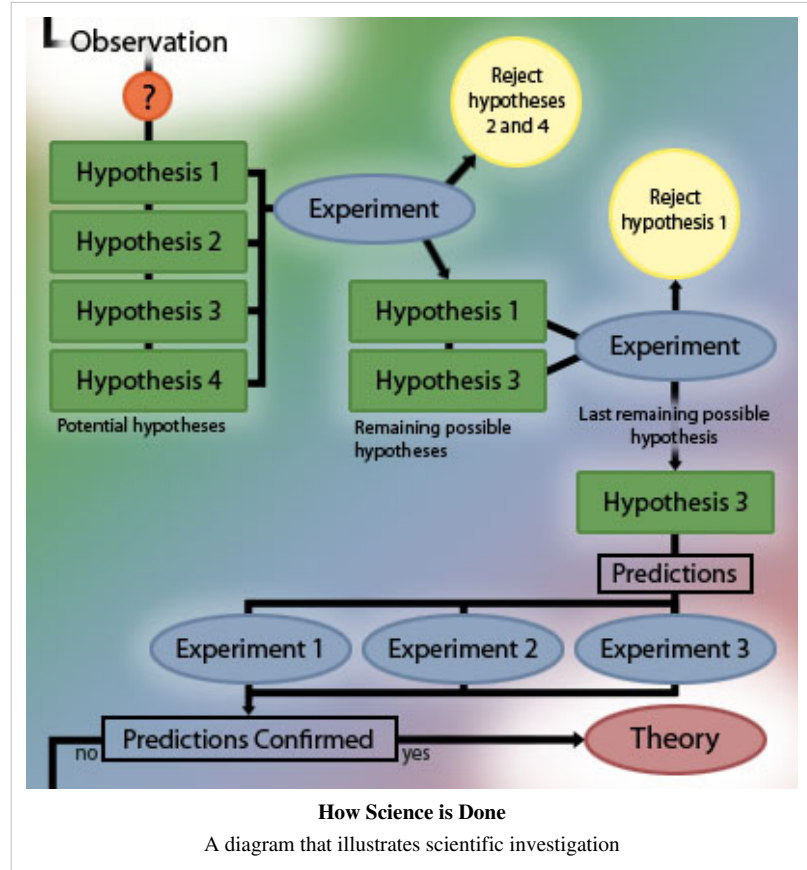 Observation
?
Hypothesis 1
Hypothesis 2
Hypothesis 3
Hypothesis 4
Potential hypotheses
Experiment
Reject
hypotheses
2 and 4
Hypothesis 1
Hypothesis 3
Remaining possible
hypotheses
Experiment
Reject
hypothesis 1
Last remaining possible
hypothesis
Hypothesis 3
Predictions
Experiment 1
Experiment 2
Experiment 3
no
Predictions Confirmed
yes
Theory
How Science is Done
A diagram that illustrates scientific investigation